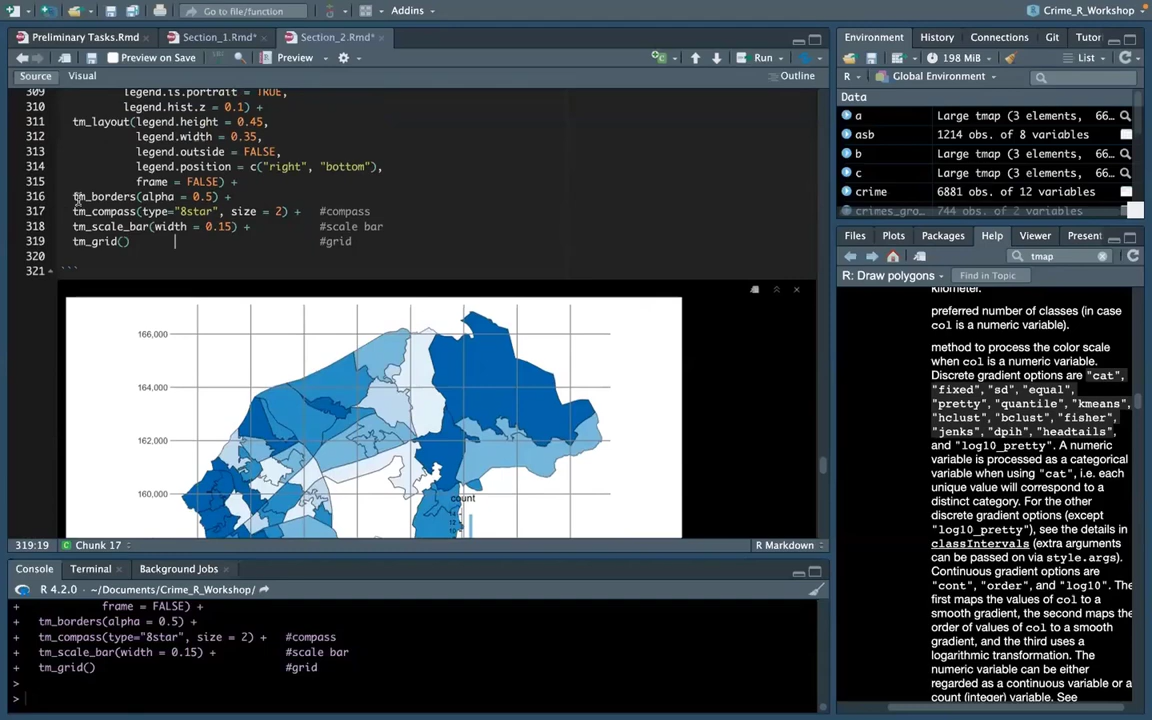 Go to file/function
Addins
Crime_R_Workshop
Preliminary Tasks.Rmd
Section_1.Rmd*
Section_2.Rmd*
Preview on Save
Preview
Run
Source
Visual
Outline
309 legend.is.portrait = TRUE,
310 legend.hist.z = 0.1) +
311 tm_layout(legend.height = 0.45,
312 legend.width = 0.35,
313 legend.outside = FALSE,
314 legend.position = c("right", "bottom"),
315 frame = FALSE) +
316 tm_borders(alpha = 0.5) +
317 tm_compass(type="8star", size = 2) + #compass
318 tm_scale_bar(width = 0.15) + #scale bar
319 tm_grid() #grid
320
321 ```
166,000
164,000
162,000
160,000
count
14
12
319:19
Chunk 17
R Markdown
Console
Terminal
Background Jobs
R 4.2.0 · ~/Documents/Crime_R_Workshop/
+ frame = FALSE) +
+ tm_borders(alpha = 0.5) +
+ tm_compass(type="8star", size = 2) + #compass
+ tm_scale_bar(width = 0.15) + #scale bar
+ tm_grid() #grid
>
>
Environment
History
Connections
Git
Tutor
198 MiB
List
R
Global Environment
Data
a Large tmap (3 elements, 66…
asb 1214 obs. of 8 variables
b Large tmap (3 elements, 66…
c Large tmap (3 elements, 66…
crime 6881 obs. of 12 variables
crimes_gro… 744 obs. of 2 variables
Files
Plots
Packages
Help
Viewer
Present
tmap
R: Draw polygons
Find in Topic
kilometer.
preferred number of classes (in case
col is a numeric variable).
method to process the color scale
when col is a numeric variable.
Discrete gradient options are "cat",
"fixed", "sd", "equal",
"pretty", "quantile", "kmeans",
"hclust", "bclust", "fisher",
"jenks", "dpih", "headtails",
and "log10_pretty". A numeric
variable is processed as a categorical
variable when using "cat", i.e. each
unique value will correspond to a
distinct category. For the other
discrete gradient options (except
"log10_pretty"), see the details in
classIntervals (extra arguments
can be passed on via style.args).
Continuous gradient options are
"cont", "order", and "log10". The
first maps the values of col to a
smooth gradient, the second maps the
order of values of col to a smooth
gradient, and the third uses a
logarithmic transformation. The
numeric variable can be either
regarded as a continuous variable or a
count (integer) variable. See